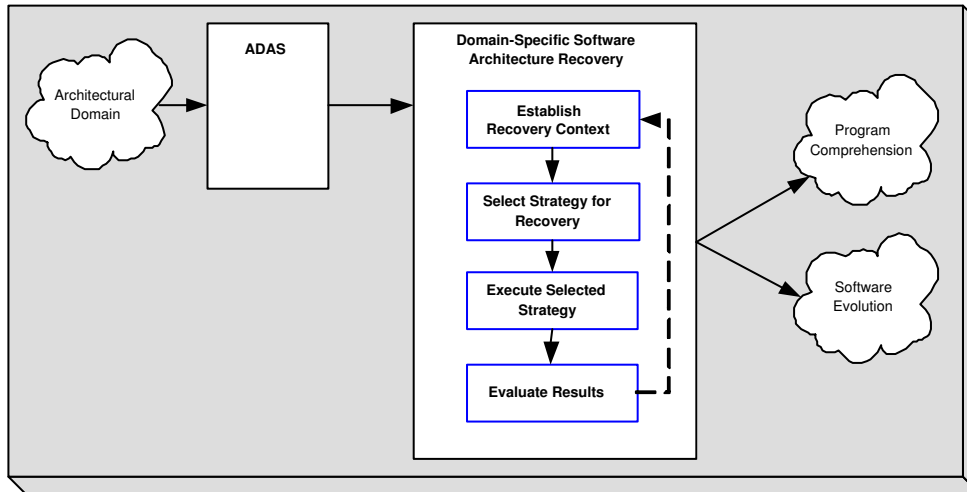 Architectural
Domain
ADAS
Domain-Specific Software
Architecture Recovery
Establish
Recovery Context
Select Strategy for
Recovery
Execute Selected
Strategy
Evaluate Results
Program
Comprehension
Software
Evolution